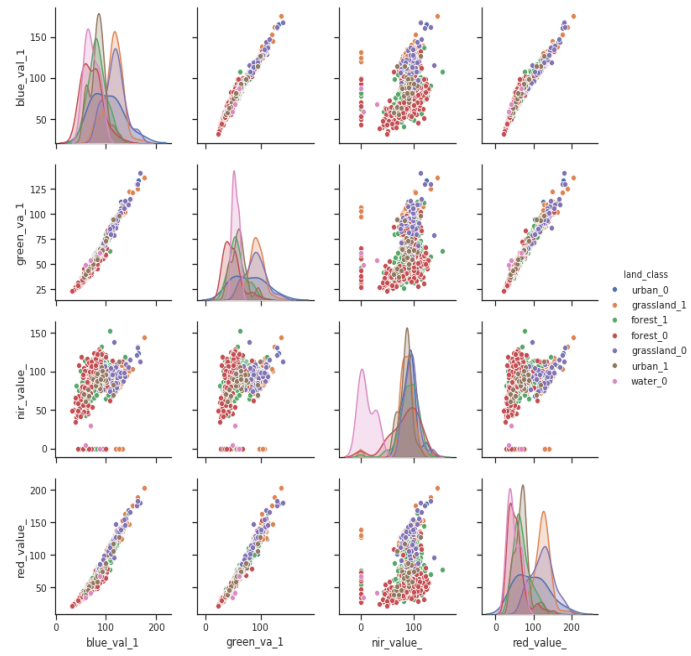 blue_val_1
150
100
50
green_va_1
125
100
75
50
25
land_class
urban_0
grassland_1
forest_1
forest_0
grassland_0
urban_1
water_0
nir_value_
150
100
50
0
red_value_
200
150
100
50
0 100 200
0 100
0 100
0 100 200
blue_val_1 green_va_1 nir_value_ red_value_